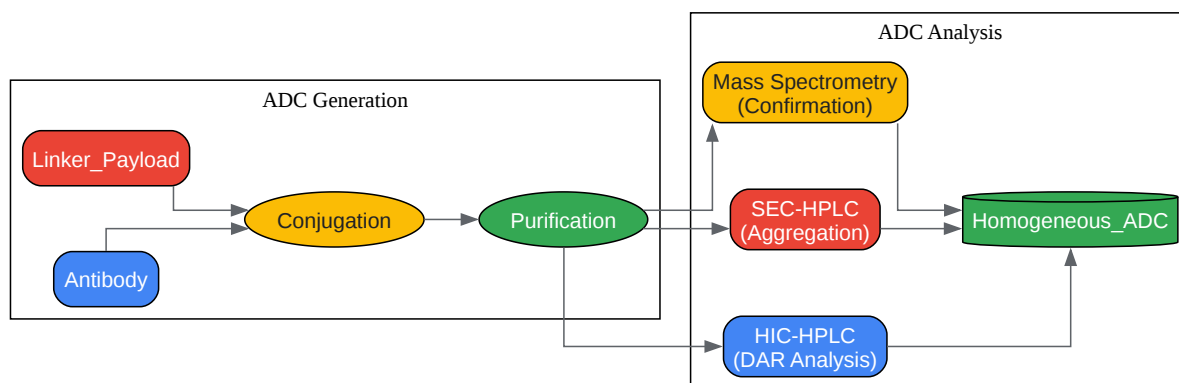 ADC Generation
Linker_Payload
Antibody
Conjugation
Purification
ADC Analysis
Mass Spectrometry
(Confirmation)
SEC-HPLC
(Aggregation)
HIC-HPLC
(DAR Analysis)
Homogeneous_ADC